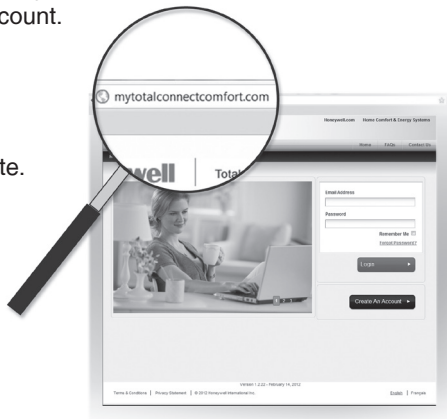 count.
mytotalconnectcomfort.com
Honeywell.com Home Comfort & Energy Systems
Home FAQs Contact Us
te.
well | Total
Email Address
Password
Remember Me
Forgot Password?
Login
Create An Account
Version 1.2.22 - February 14, 2012
Terms & Conditions | Privacy Statement | © 2012 Honeywell International Inc.
English | Français